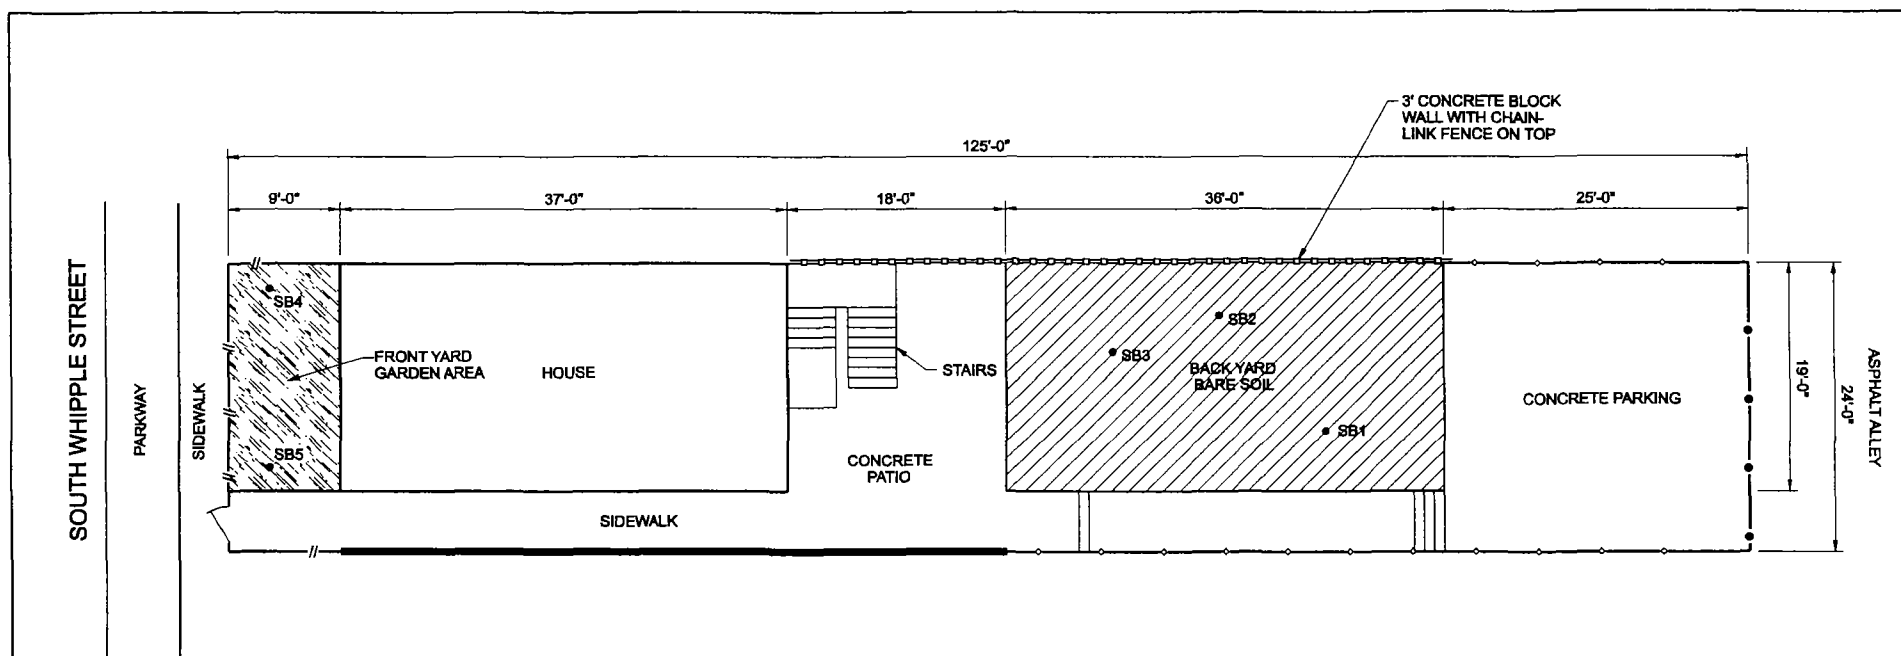 3' CONCRETE BLOCK
WALL WITH CHAIN-
LINK FENCE ON TOP
125'-0"
9'-0"
37'-0"
18'-0"
36'-0"
25'-0"
SOUTH WHIPPLE STREET
PARKWAY
SIDEWALK
SB4
FRONT YARD
GARDEN AREA
SB5
HOUSE
STAIRS
CONCRETE
PATIO
SIDEWALK
SB2
SB3
BACK YARD
BARE SOIL
SB1
CONCRETE PARKING
19'-0"
24'-0"
ASPHALT ALLEY